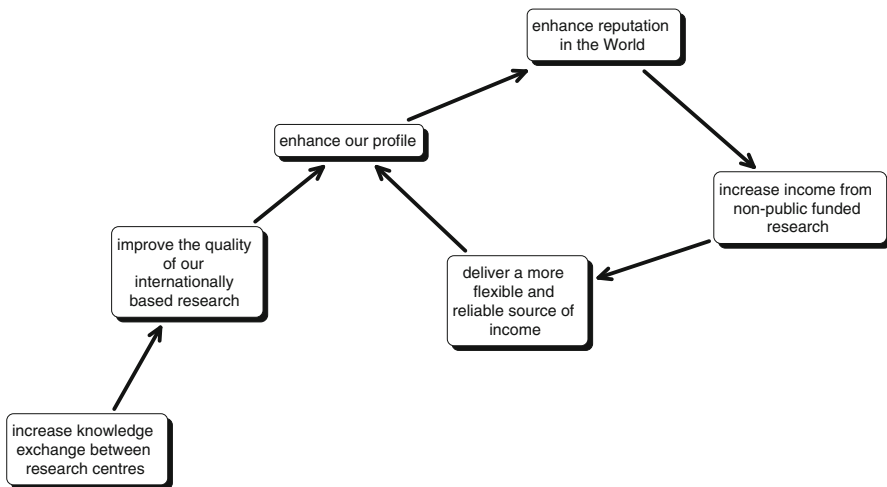 enhance reputation
in the World
enhance our profile
increase income from
non-public funded
research
improve the quality
of our
internationally
based research
deliver a more
flexible and
reliable source of
income
increase knowledge
exchange between
research centres